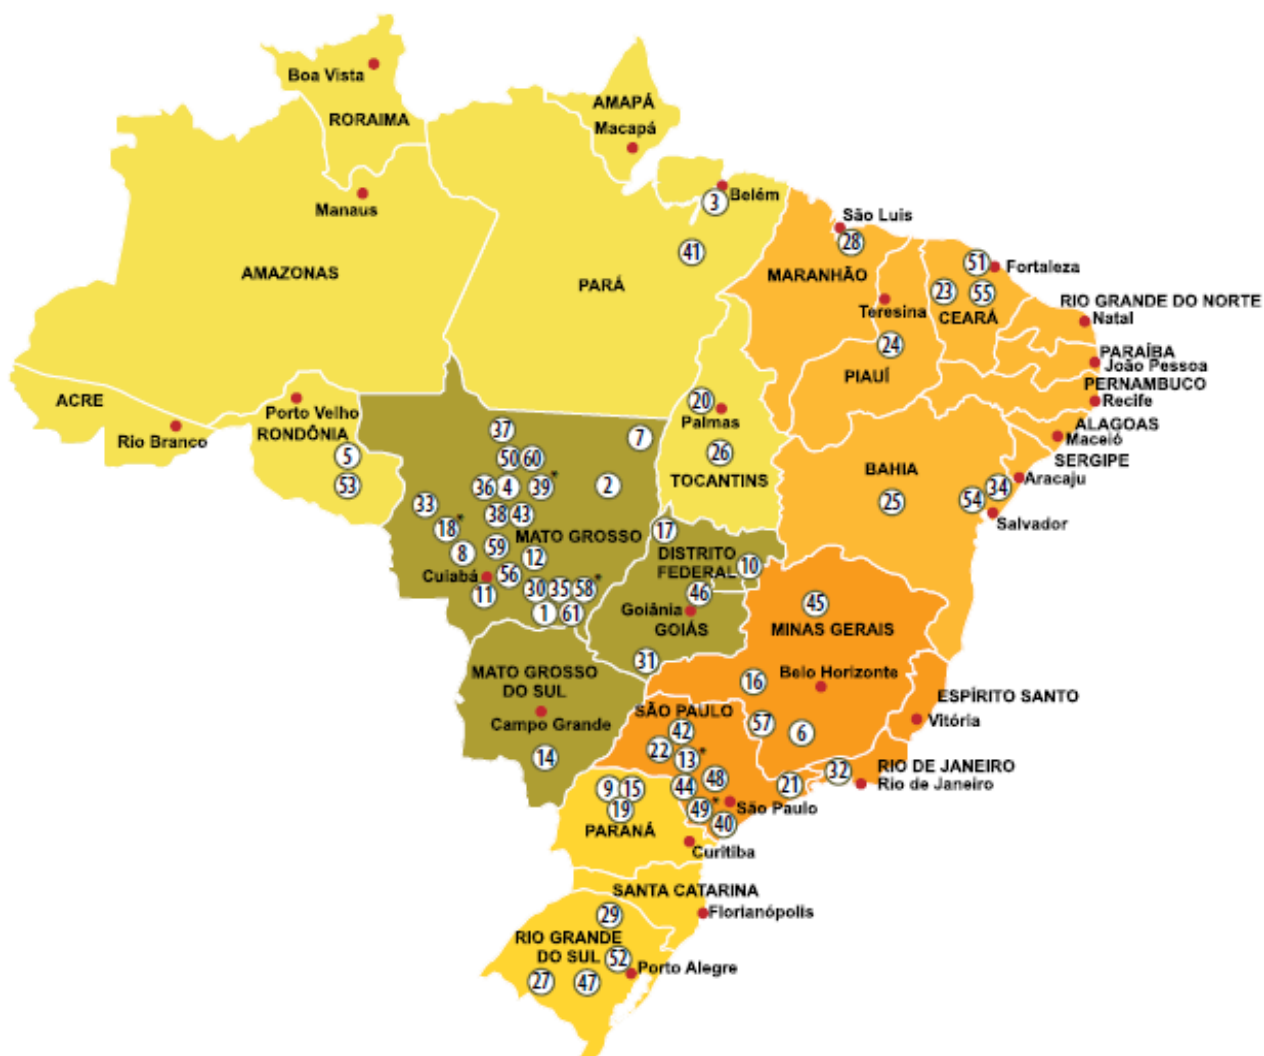 Boa Vista
RORAIMA
AMAPÁ
Macapá
Manaus
Belém
3
São Luis
28
41
AMAZONAS
PARÁ
MARANHÃO
51
Fortaleza
23
55
CEARÁ
RIO GRANDE DO NORTE
Natal
Teresina
24
PIAUÍ
PARAÍBA
João Pessoa
PERNAMBUCO
Recife
ALAGOAS
Maceió
SERGIPE
Aracaju
ACRE
Rio Branco
Porto Velho
RONDÔNIA
5
53
20
Palmas
26
TOCANTINS
BAHIA
25
54
34
Salvador
37
7
50
60
36
4
39*
2
33
38
43
18*
MATO GROSSO
8
59
12
Cuiabá
56
11
30
35
58*
1
61
17
DISTRITO
FEDERAL
10
46
Goiânia
GOIÁS
31
45
MINAS GERAIS
Belo Horizonte
16
57
6
ESPÍRITO SANTO
Vitória
MATO GROSSO
DO SUL
Campo Grande
14
SÃO PAULO
42
22
13*
48
44
49*
40
São Paulo
21
32
RIO DE JANEIRO
Rio de Janeiro
9
15
19
PARANÁ
Curitiba
SANTA CATARINA
Florianópolis
29
RIO GRANDE
DO SUL
52
Porto Alegre
27
47